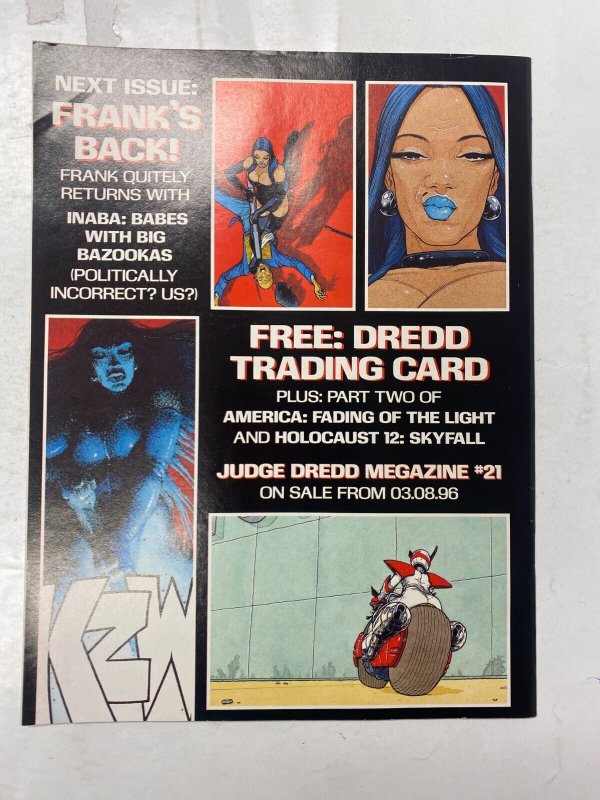 NEXT ISSUE:
FRANK'S
BACK!
FRANK QUITELY
RETURNS WITH
INABA: BABES
WITH BIG
BAZOOKAS
(POLITICALLY
INCORRECT? US?)
FREE: DREDD
TRADING CARD
PLUS: PART TWO OF
AMERICA: FADING OF THE LIGHT
AND HOLOCAUST 12: SKYFALL
JUDGE DREDD MEGAZINE #21
ON SALE FROM 03.08.96